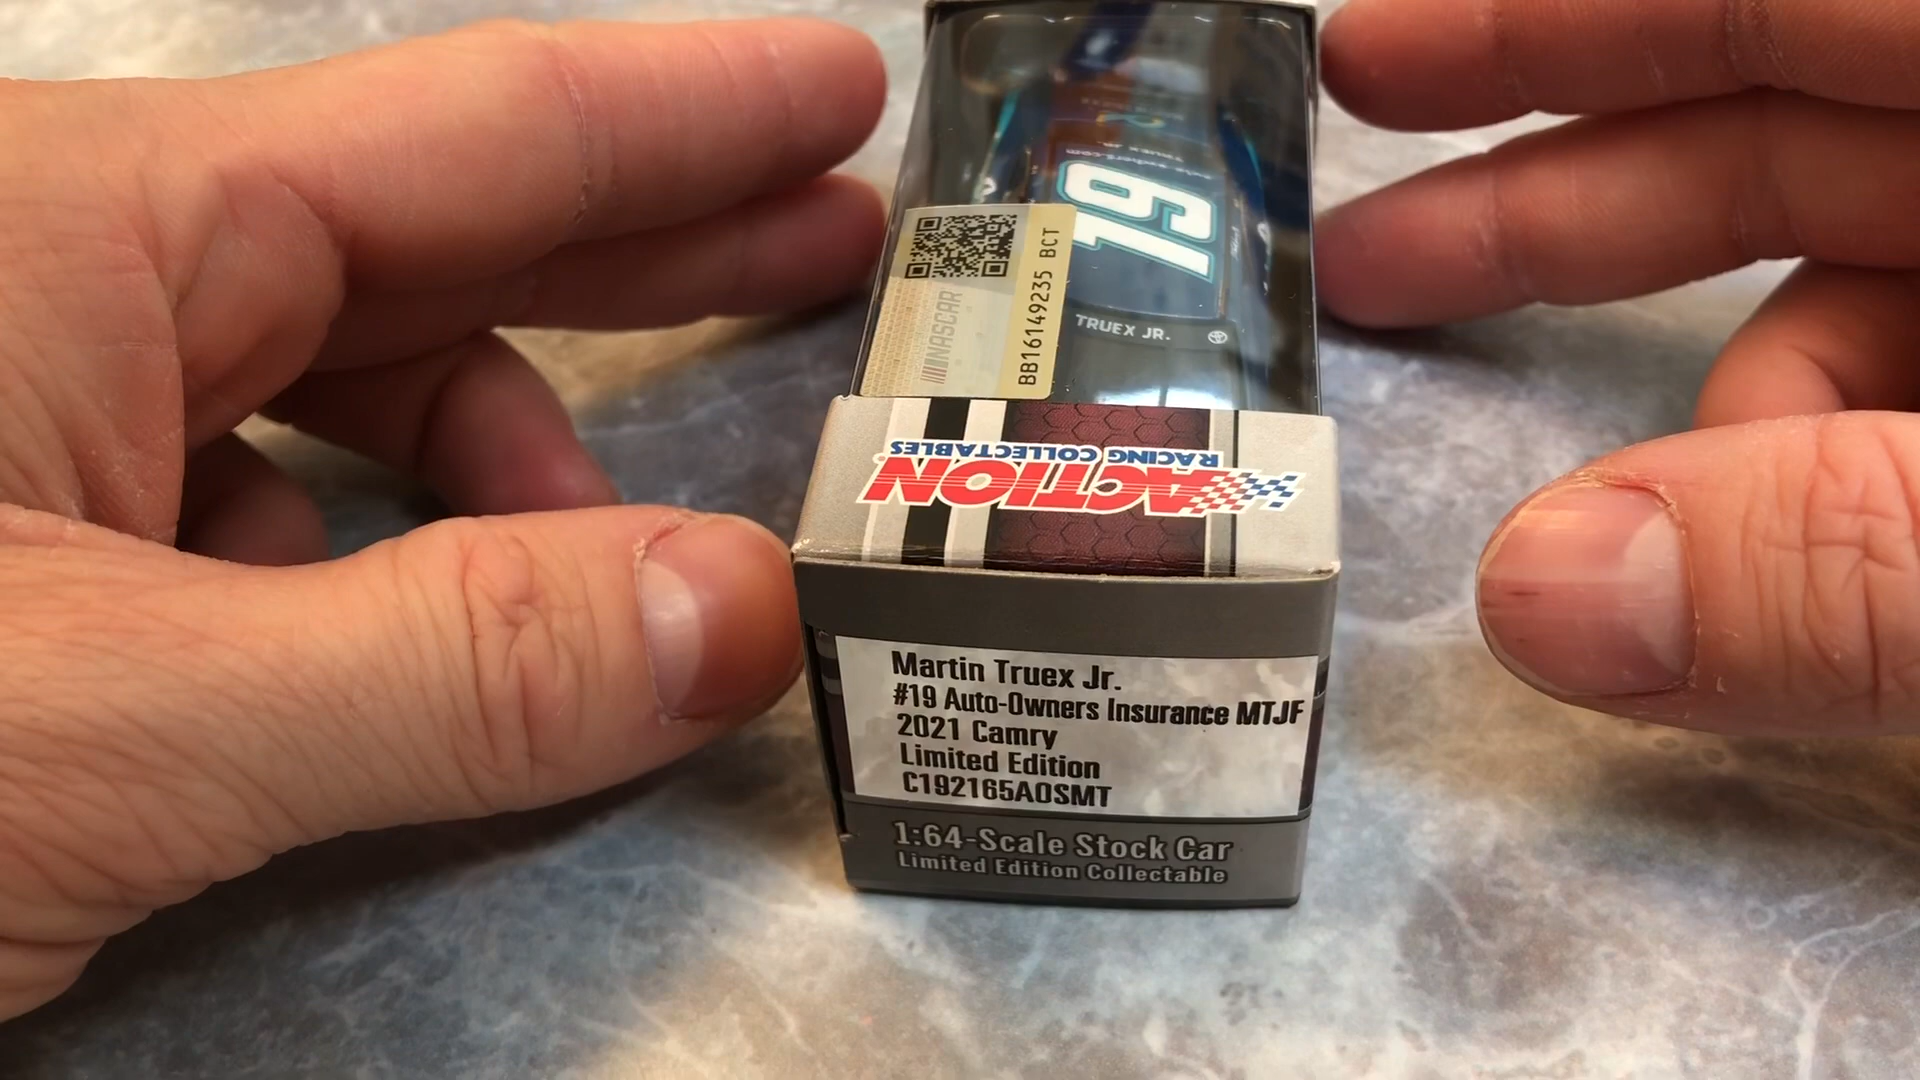 19
TRUEX JR.
NASCAR
BB16149235 BCT
ACTION
RACING COLLECTABLES
Martin Truex Jr.
#19 Auto-Owners Insurance MTJF
2021 Camry
Limited Edition
C192165AOSMT
1:64-Scale Stock Car
Limited Edition Collectable